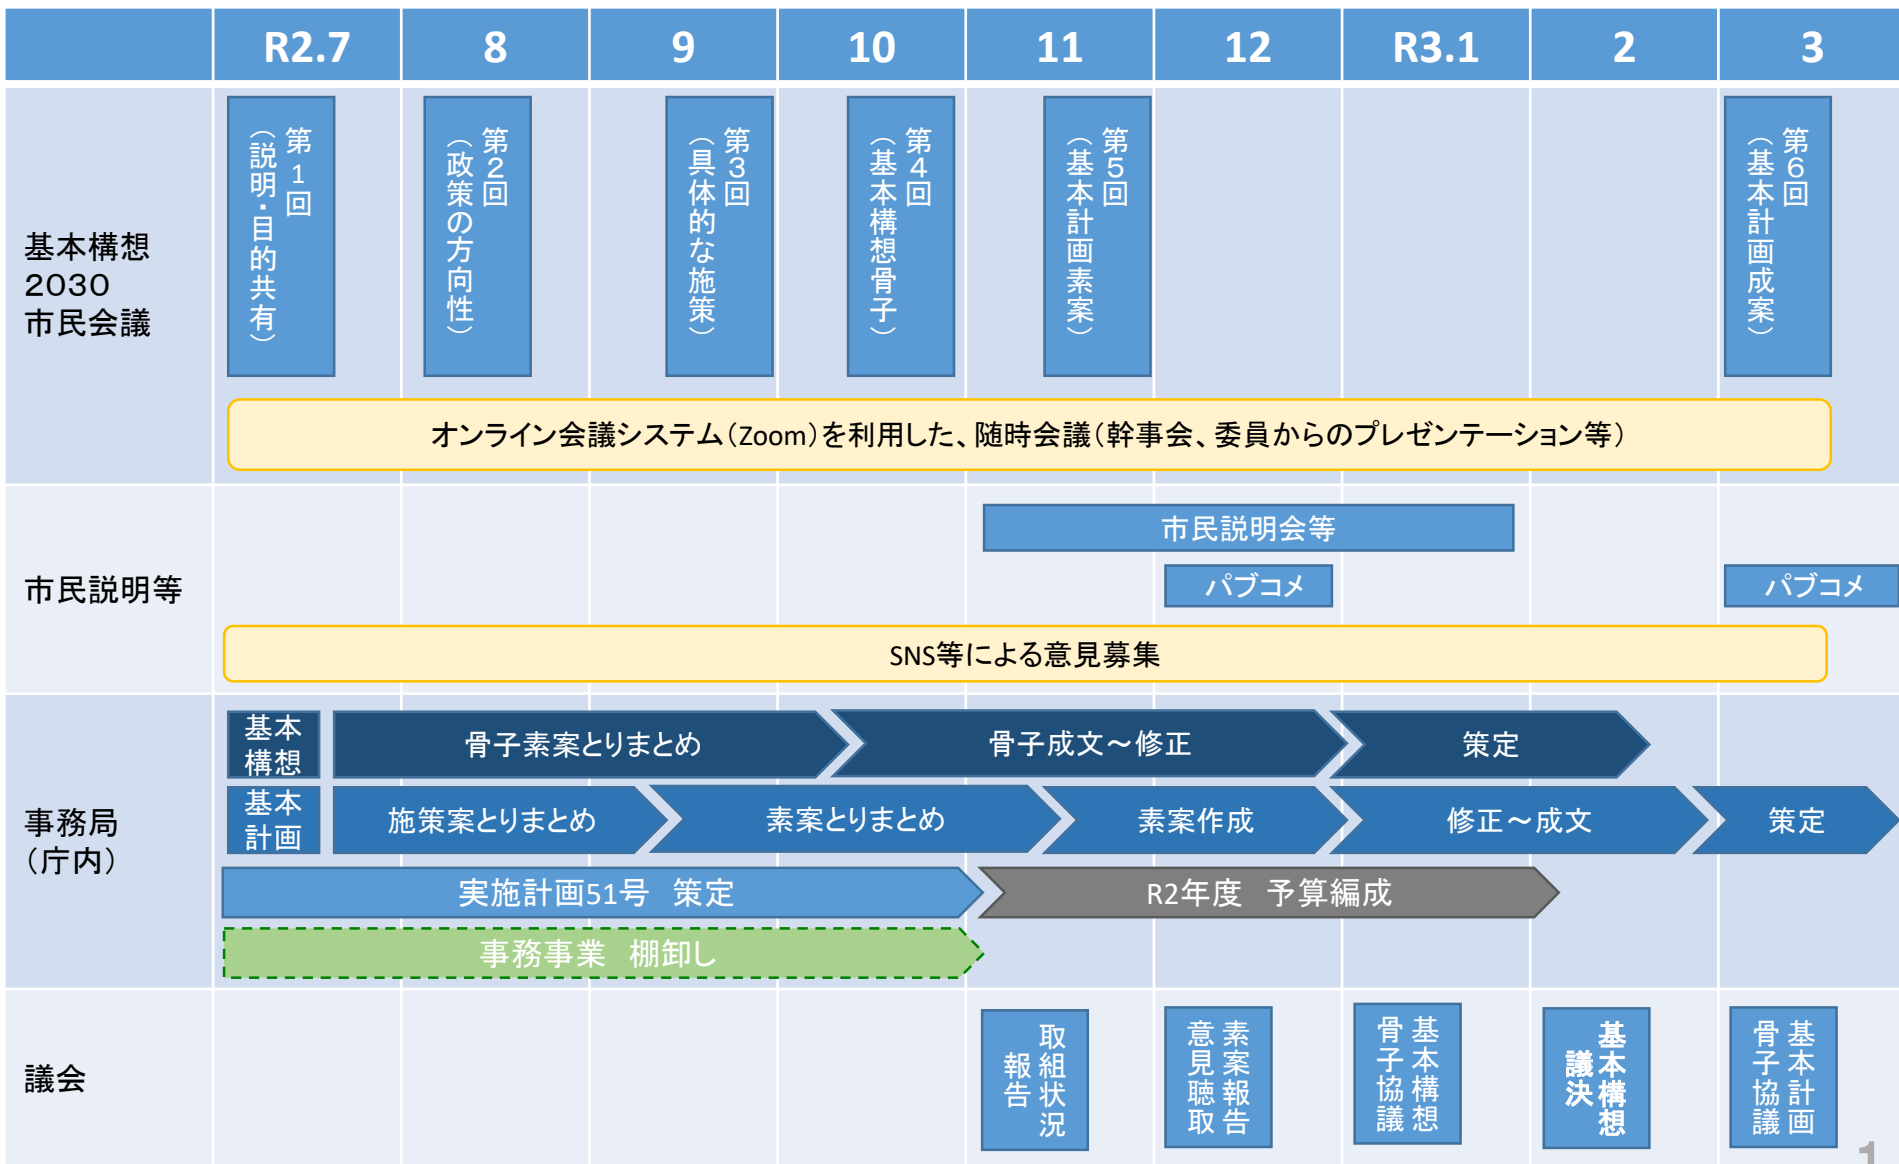 R2.7 8 9 10 11 12 R3.1 2 3
基本構想
2030
市民会議
第1回
（説明・目的共有）
第2回
（政策の方向性）
第3回
（具体的な施策）
第4回
（基本構想骨子）
第5回
（基本計画素案）
第6回
（基本計画成案）
オンライン会議システム（Zoom）を利用した、随時会議（幹事会、委員からのプレゼンテーション等）
市民説明等
市民説明会等
パブコメ
パブコメ
SNS等による意見募集
事務局
（庁内）
基本
構想
骨子素案とりまとめ
骨子成文～修正
策定
基本
計画
施策案とりまとめ
素案とりまとめ
素案作成
修正～成文
策定
実施計画51号　策定
R2年度　予算編成
事務事業　棚卸し
議会
取組状況
報告
素案報告
意見聴取
基本構想
骨子協議
基本構想
議決
基本計画
骨子協議
1